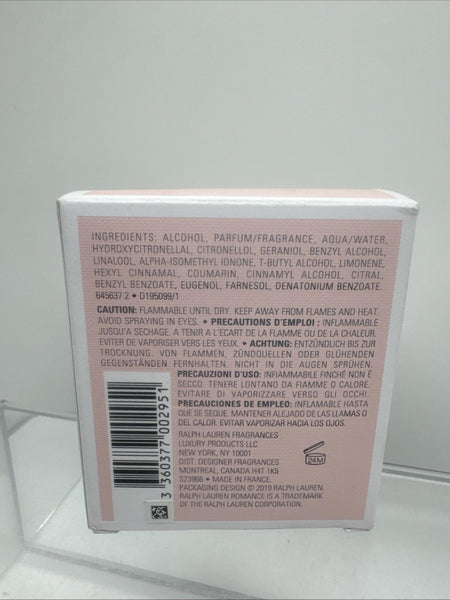 INGREDIENTS: ALCOHOL, PARFUM/FRAGRANCE, AQUA/WATER,
HYDROXYCITRONELLAL, CITRONELLOL, GERANIOL, BENZYL ALCOHOL,
LINALOOL, ALPHA-ISOMETHYL IONONE, T-BUTYL ALCOHOL, LIMONENE,
HEXYL CINNAMAL, COUMARIN, CINNAMYL ALCOHOL, CITRAL,
BENZYL BENZOATE, EUGENOL, FARNESOL, DENATONIUM BENZOATE.
645637 2 • D195099/1
CAUTION: FLAMMABLE UNTIL DRY. KEEP AWAY FROM FLAMES AND HEAT.
AVOID SPRAYING IN EYES. • PRECAUTIONS D'EMPLOI : INFLAMMABLE
JUSQU'A SECHAGE. A TENIR A L'ECART DE LA FLAMME OU DE LA CHALEUR.
EVITER DE VAPORISER VERS LES YEUX. • ACHTUNG: ENTZÜNDLICH BIS ZUR
TROCKNUNG. VON FLAMMEN, ZÜNDQUELLEN ODER GLÜHENDEN
GEGENSTÄNDEN FERNHALTEN. NICHT IN DIE AUGEN SPRÜHEN.
PRECAUZIONI D'USO: INFIAMMABILE FINCHÉ NON È
SECCO. TENERE LONTANO DA FIAMME O CALORE.
EVITARE DI VAPORIZZARE VERSO GLI OCCHI.
PRECAUCIONES DE EMPLEO: INFLAMABLE HASTA
QUE SE SEQUE. MANTENER ALEJADO DE LAS LLAMAS O
DEL CALOR. EVITAR VAPORIZAR HACIA LOS OJOS.
RALPH LAUREN FRAGRANCES
LUXURY PRODUCTS LLC
NEW YORK, NY 10001
DIST. DESIGNER FRAGRANCES
MONTREAL, CANADA H4T 1K5
S23966 • MADE IN FRANCE.
PACKAGING DESIGN © 2019 RALPH LAUREN.
RALPH LAUREN ROMANCE IS A TRADEMARK
OF THE RALPH LAUREN CORPORATION.
3 360377 002951
24M